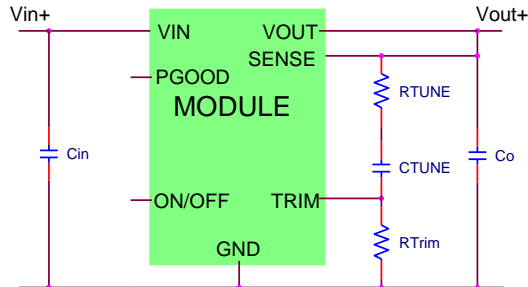 Vin+
Vout+
VIN
VOUT
SENSE
PGOOD
RTUNE
MODULE
Cin
CTUNE
Co
ON/OFF
TRIM
RTrim
GND